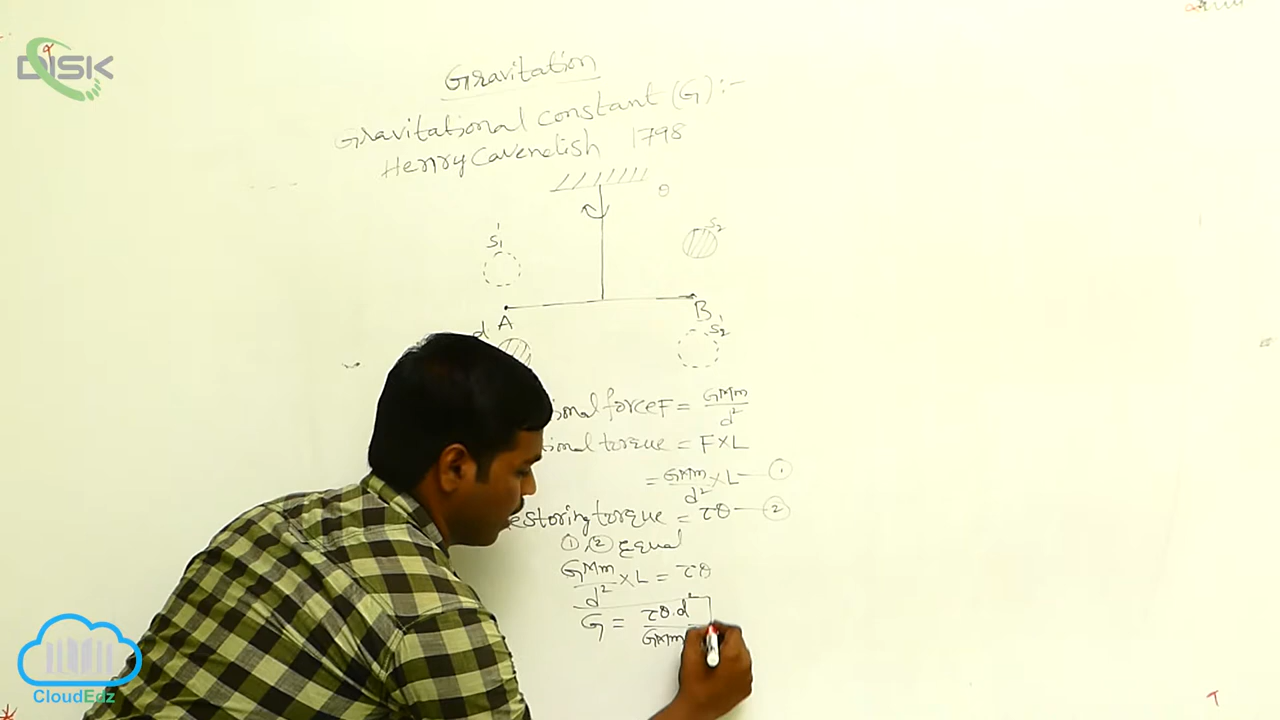 DISK
Gravitation
Gravitational constant (G) :-
Henry Cavendish 1798
θ
S₂
S₁'
A
B
S₂'
d
ional force F = GMm/d²
ional torque = F × L
= GMm/d² × L — ①
estoring torque = τθ — ②
①, ② equal
GMm/d² × L = τθ
G = τθ.d²/GMm
CloudEdz
T